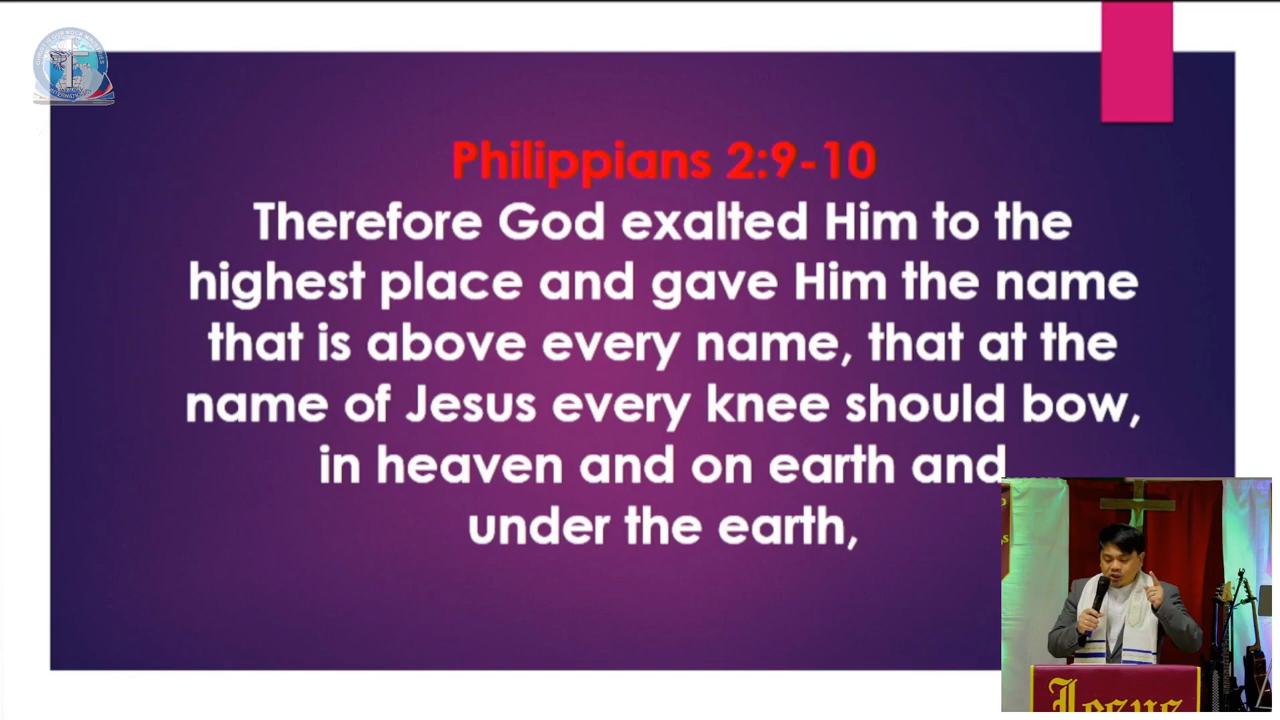 Philippians 2:9-10
Therefore God exalted Him to the
highest place and gave Him the name
that is above every name, that at the
name of Jesus every knee should bow,
in heaven and on earth and
under the earth,
Jesus